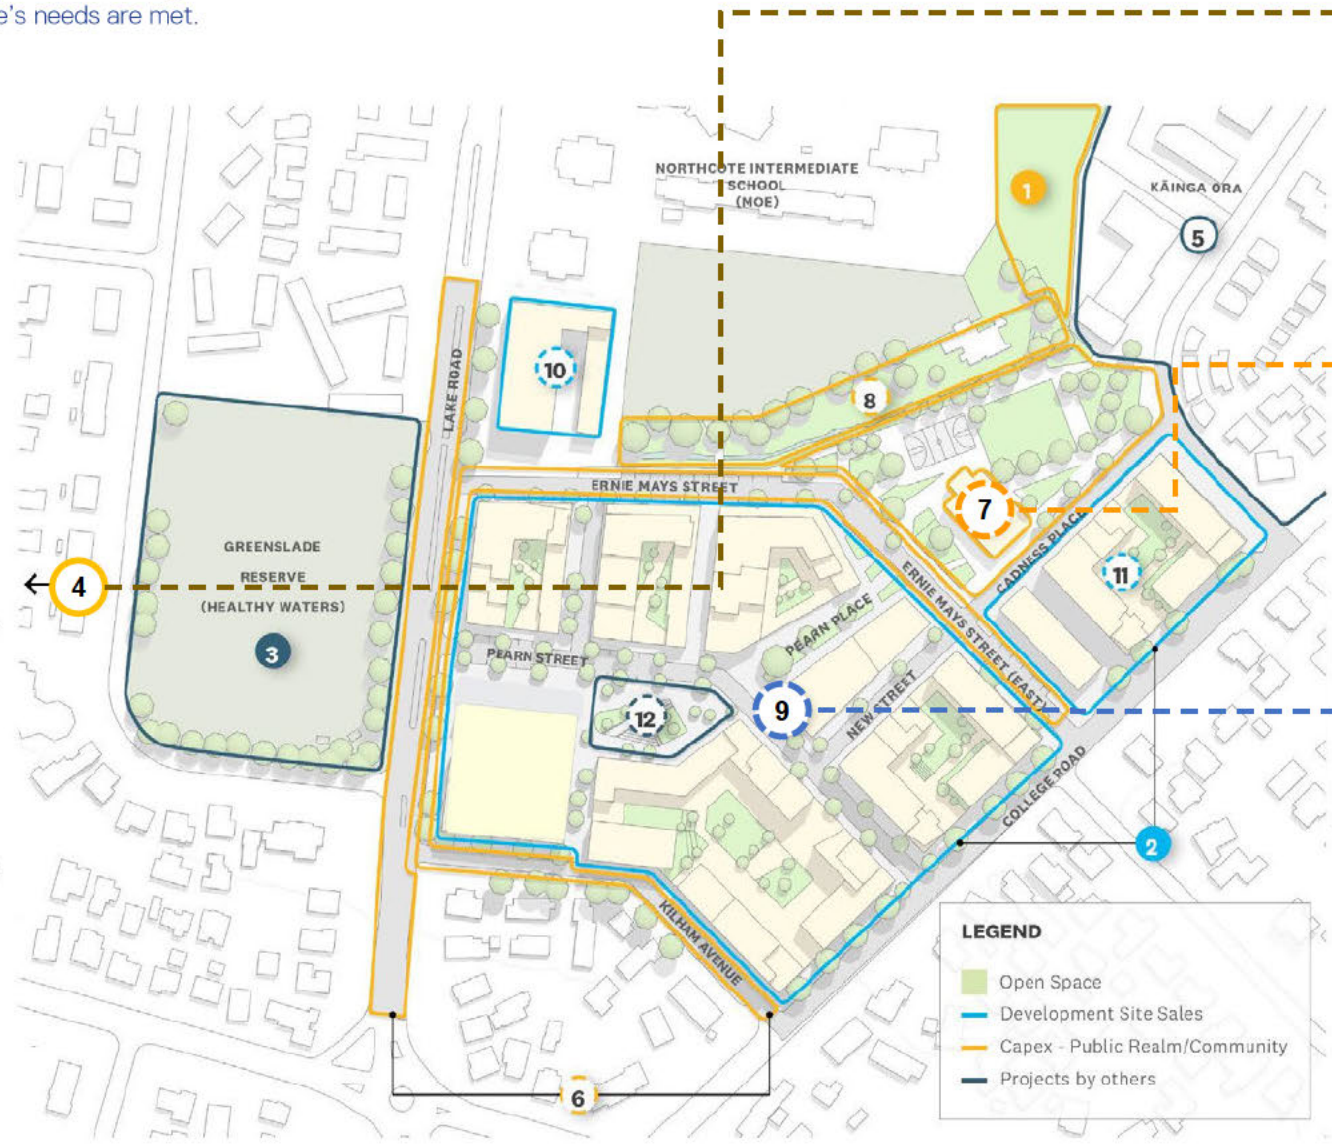 e's needs are met.
NORTHCOTE INTERMEDIATE
SCHOOL
(MOE)
1
KĀINGA ORA
5
10
LAKE ROAD
8
ERNIE MAYS STREET
7
CADNESS PLACE
11
GREENSLADE
RESERVE
(HEALTHY WATERS)
3
4
ERNIE MAYS STREET (EAST)
PEARN PLACE
PEARN STREET
12
9
NEW STREET
COLLEGE ROAD
2
KILHAM AVENUE
6
LEGEND
Open Space
Development Site Sales
Capex - Public Realm/Community
Projects by others